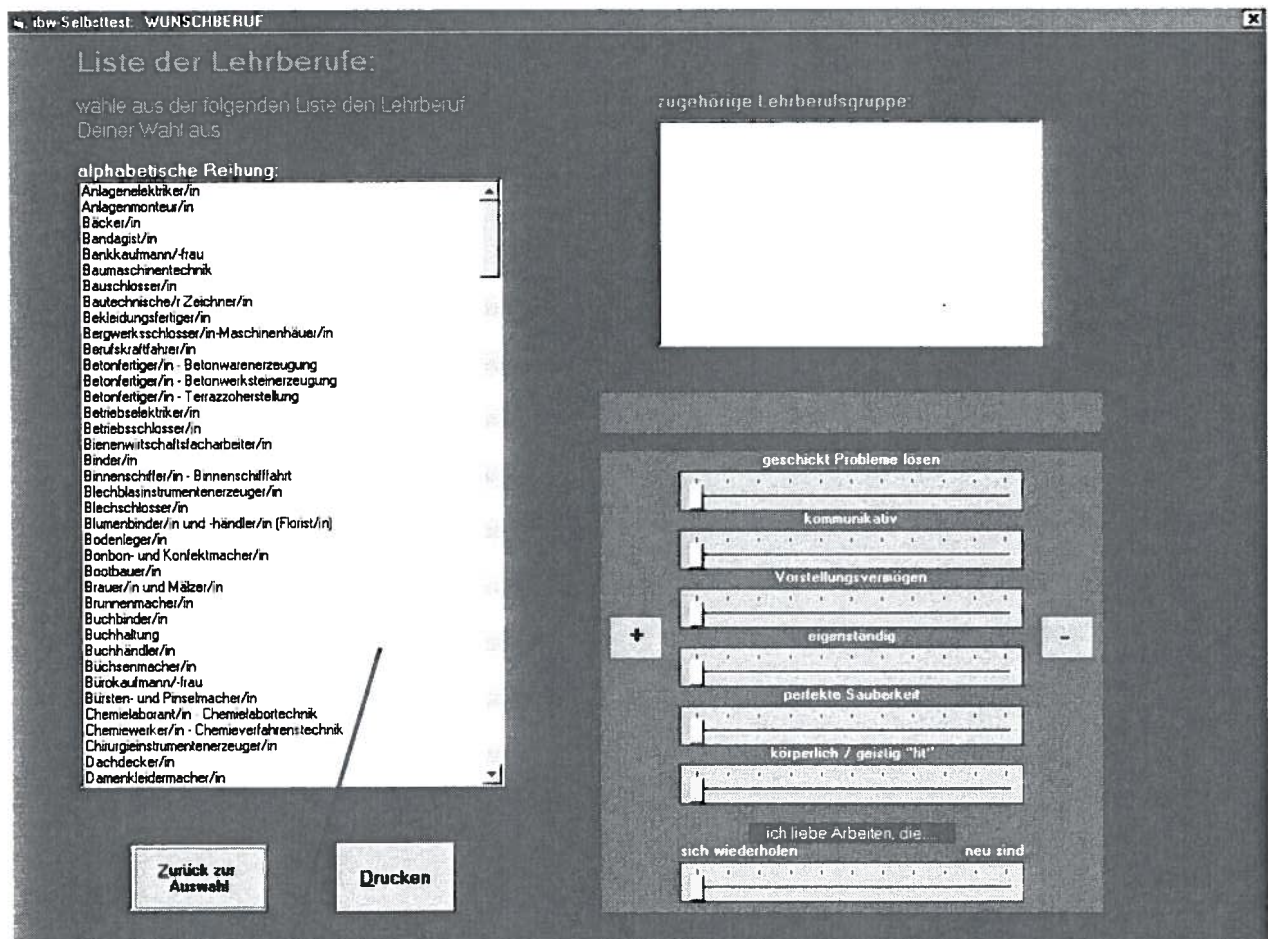 ibw-Selbsttest: WUNSCHBERUF
Liste der Lehrberufe:
wähle aus der folgenden Liste den Lehrberuf
Deiner Wahl aus
alphabetische Reihung:
Anlagenelektriker/in
Anlagenmonteur/in
Bäcker/in
Bandagist/in
Bankkaufmann/-frau
Baumaschinentechnik
Bauschlosser/in
Bautechnische/r Zeichner/in
Bekleidungsfertiger/in
Bergwerksschlosser/in-Maschinenhäuer/in
Berufskraftfahrer/in
Betonfertiger/in - Betonwarenerzeugung
Betonfertiger/in - Betonwerksteinerzeugung
Betonfertiger/in - Terrazzoherstellung
Betriebselektriker/in
Betriebsschlosser/in
Bienenwirtschaftsfacharbeiter/in
Binder/in
Binnenschiffer/in - Binnenschiffahrt
Blechblasinstrumentenerzeuger/in
Blechschlosser/in
Blumenbinder/in und -händler/in (Florist/in)
Bodenleger/in
Bonbon- und Konfektmacher/in
Bootbauer/in
Brauer/in und Mälzer/in
Brunnenmacher/in
Buchbinder/in
Buchhaltung
Buchhändler/in
Büchsenmacher/in
Bürokaufmann/-frau
Bürsten- und Pinselmacher/in
Chemielaborant/in - Chemielabortechnik
Chemiewerker/in - Chemieverfahrenstechnik
Chirurgieinstrumentenerzeuger/in
Dachdecker/in
Damenkleidermacher/in
Zurück zur
Auswahl
Drucken
zugehörige Lehrberufsgruppe:
geschickt Probleme lösen
kommunikativ
Vorstellungsvermögen
+
-
eigenständig
perfekte Sauberkeit
körperlich / geistig "fit"
ich liebe Arbeiten, die....
sich wiederholen neu sind